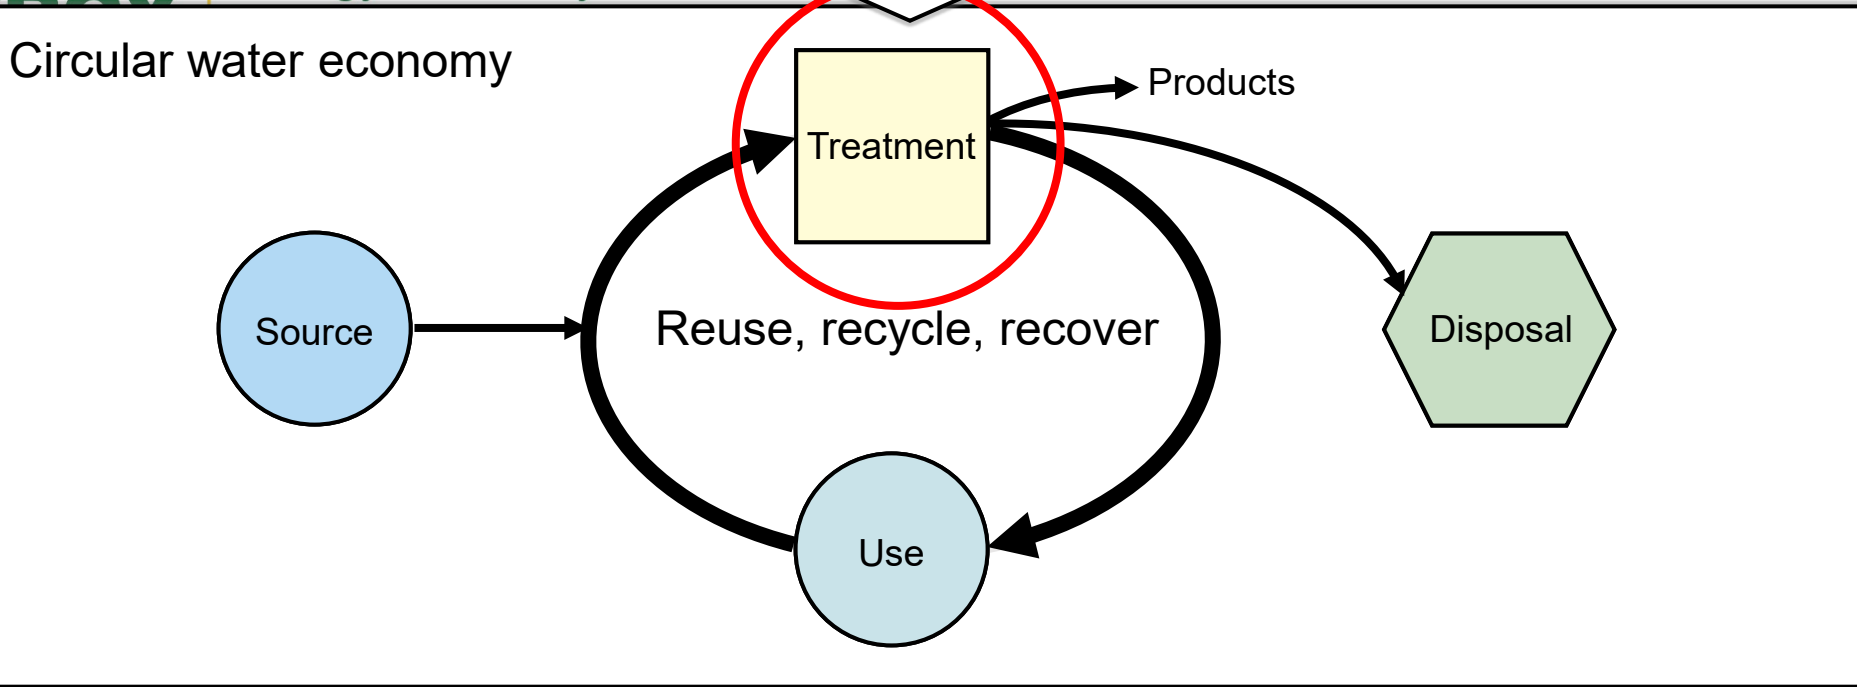 Circular water economy
Products
Treatment
Source
Reuse, recycle, recover
Disposal
Use